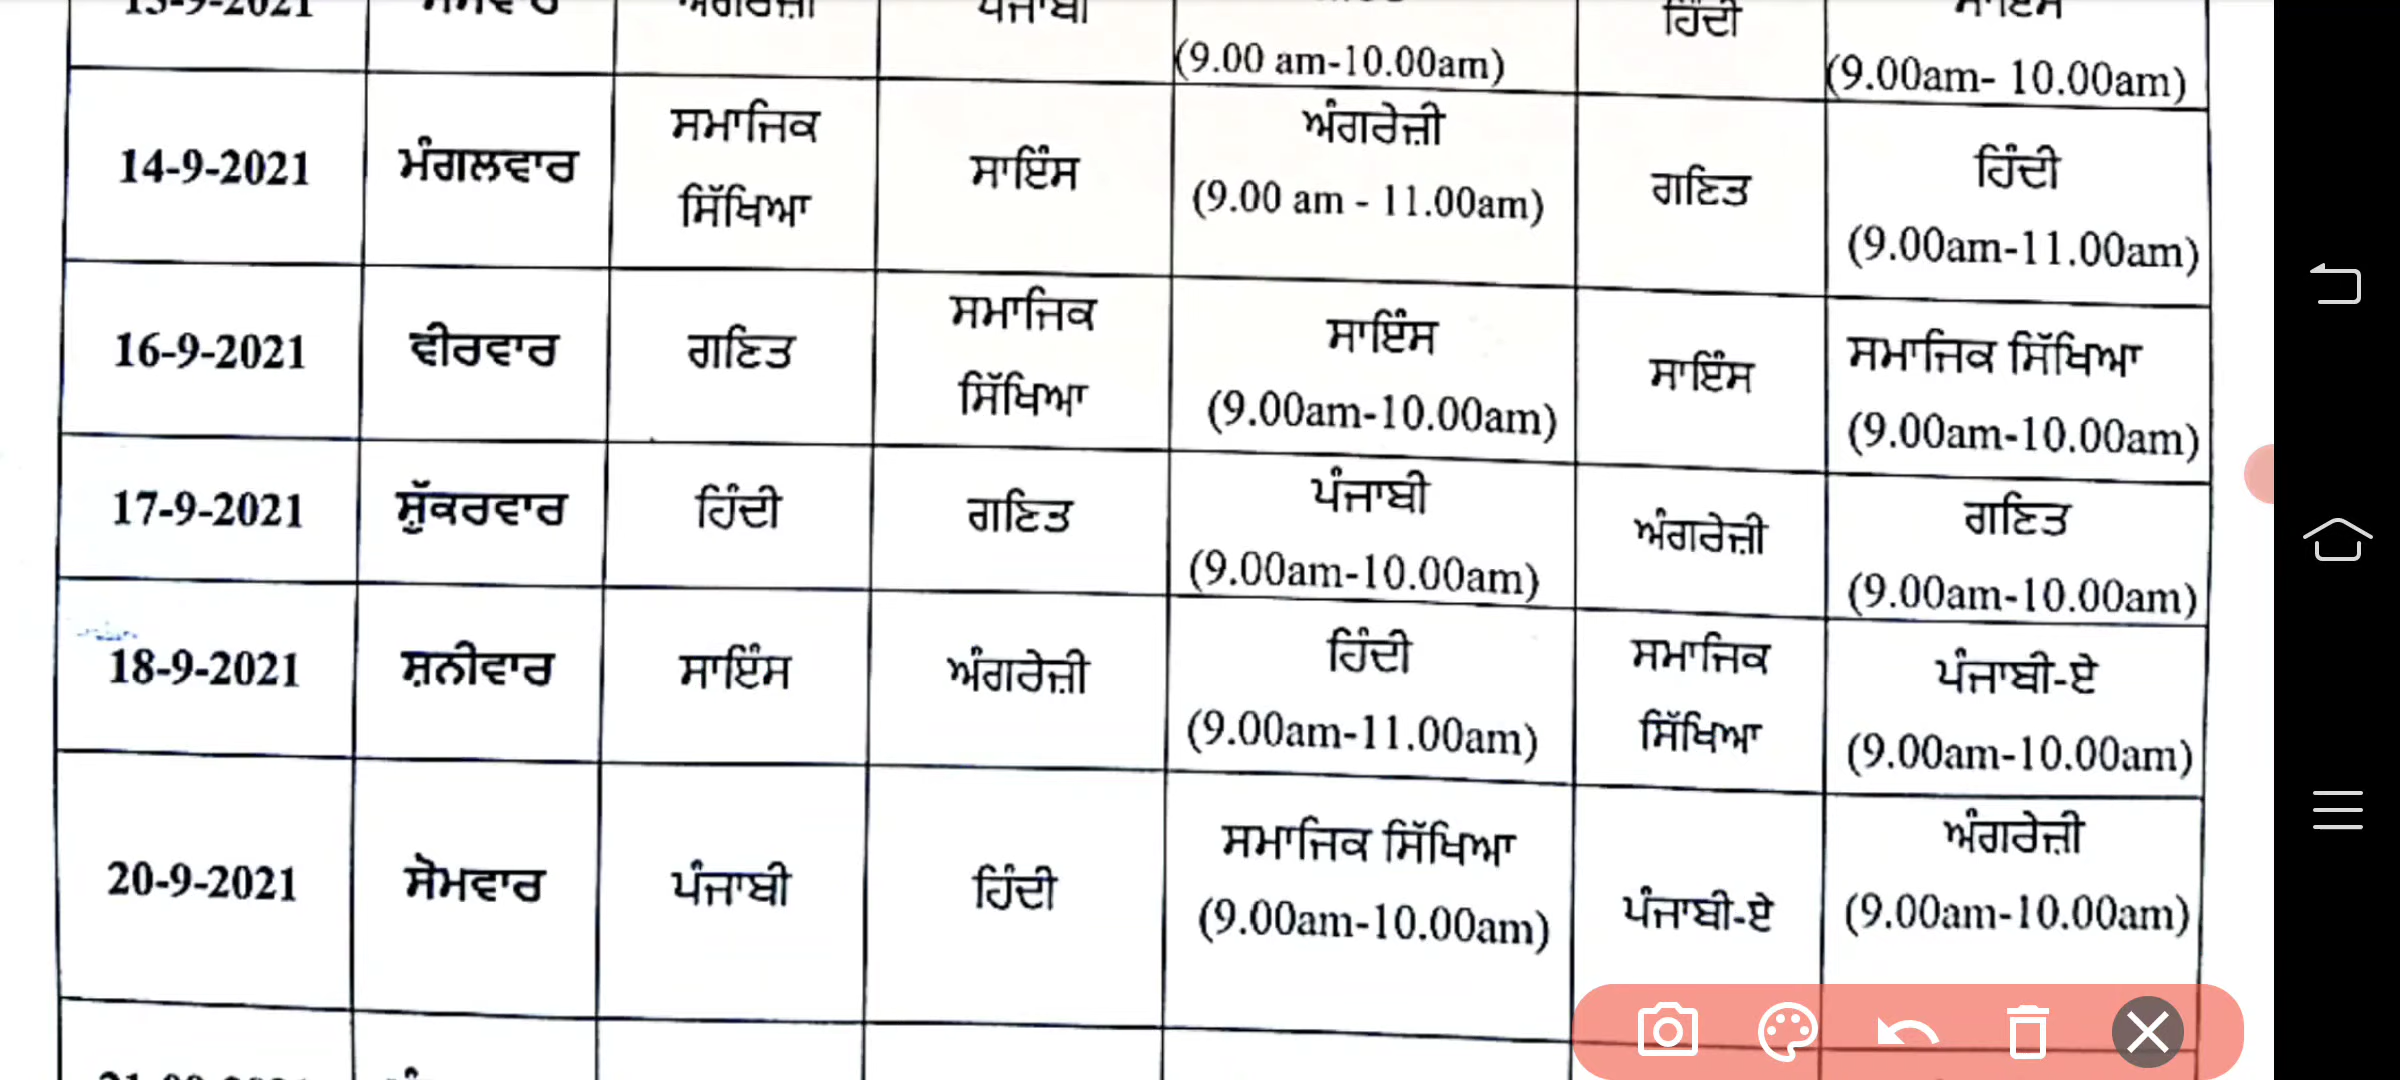 13-9-2021 ਸੋਮਵਾਰ ਅੰਗਰੇਜ਼ੀ ਪੰਜਾਬੀ
(9.00 am-10.00am)
ਹਿੰਦੀ
ਸਾਇੰਸ
(9.00am- 10.00am)
14-9-2021
ਮੰਗਲਵਾਰ
ਸਮਾਜਿਕ
ਸਿੱਖਿਆ
ਸਾਇੰਸ
ਅੰਗਰੇਜ਼ੀ
(9.00 am - 11.00am)
ਗਣਿਤ
ਹਿੰਦੀ
(9.00am-11.00am)
16-9-2021
ਵੀਰਵਾਰ
ਗਣਿਤ
ਸਮਾਜਿਕ
ਸਿੱਖਿਆ
ਸਾਇੰਸ
(9.00am-10.00am)
ਸਾਇੰਸ
ਸਮਾਜਿਕ ਸਿੱਖਿਆ
(9.00am-10.00am)
17-9-2021
ਸ਼ੁੱਕਰਵਾਰ
ਹਿੰਦੀ
ਗਣਿਤ
ਪੰਜਾਬੀ
(9.00am-10.00am)
ਅੰਗਰੇਜ਼ੀ
ਗਣਿਤ
(9.00am-10.00am)
18-9-2021
ਸ਼ਨੀਵਾਰ
ਸਾਇੰਸ
ਅੰਗਰੇਜ਼ੀ
ਹਿੰਦੀ
(9.00am-11.00am)
ਸਮਾਜਿਕ
ਸਿੱਖਿਆ
ਪੰਜਾਬੀ-ਏ
(9.00am-10.00am)
20-9-2021
ਸੋਮਵਾਰ
ਪੰਜਾਬੀ
ਹਿੰਦੀ
ਸਮਾਜਿਕ ਸਿੱਖਿਆ
(9.00am-10.00am)
ਪੰਜਾਬੀ-ਏ
ਅੰਗਰੇਜ਼ੀ
(9.00am-10.00am)